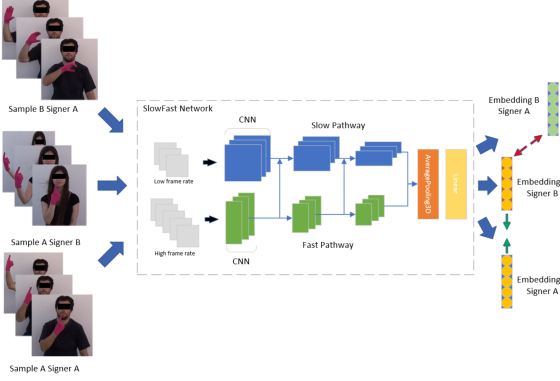 Sample B Signer A
Sample A Signer B
Sample A Signer A
SlowFast Network
CNN
Slow Pathway
Low frame rate
High frame rate
CNN
Fast Pathway
AveragePooling3D
Linear
Embedding B
Signer A
Embedding
Signer B
Embedding
Signer A